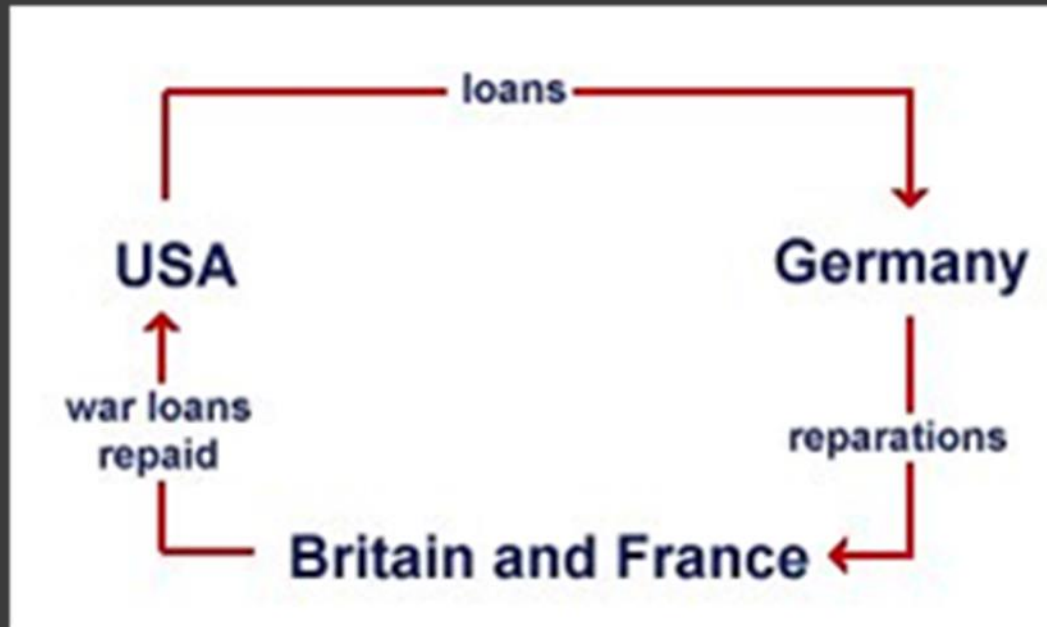 loans
USA
Germany
war loans
repaid
reparations
Britain and France